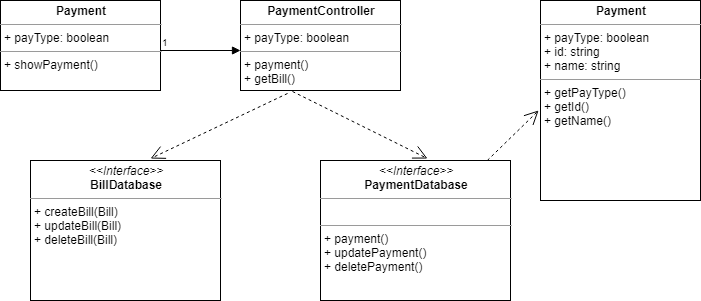 Payment
+ payType: boolean
+ showPayment()
1
PaymentController
+ payType: boolean
+ payment()
+ getBill()
Payment
+ payType: boolean
+ id: string
+ name: string
+ getPayType()
+ getId()
+ getName()
<<Interface>>
BillDatabase
+ createBill(Bill)
+ updateBill(Bill)
+ deleteBill(Bill)
<<Interface>>
PaymentDatabase
+ payment()
+ updatePayment()
+ deletePayment()